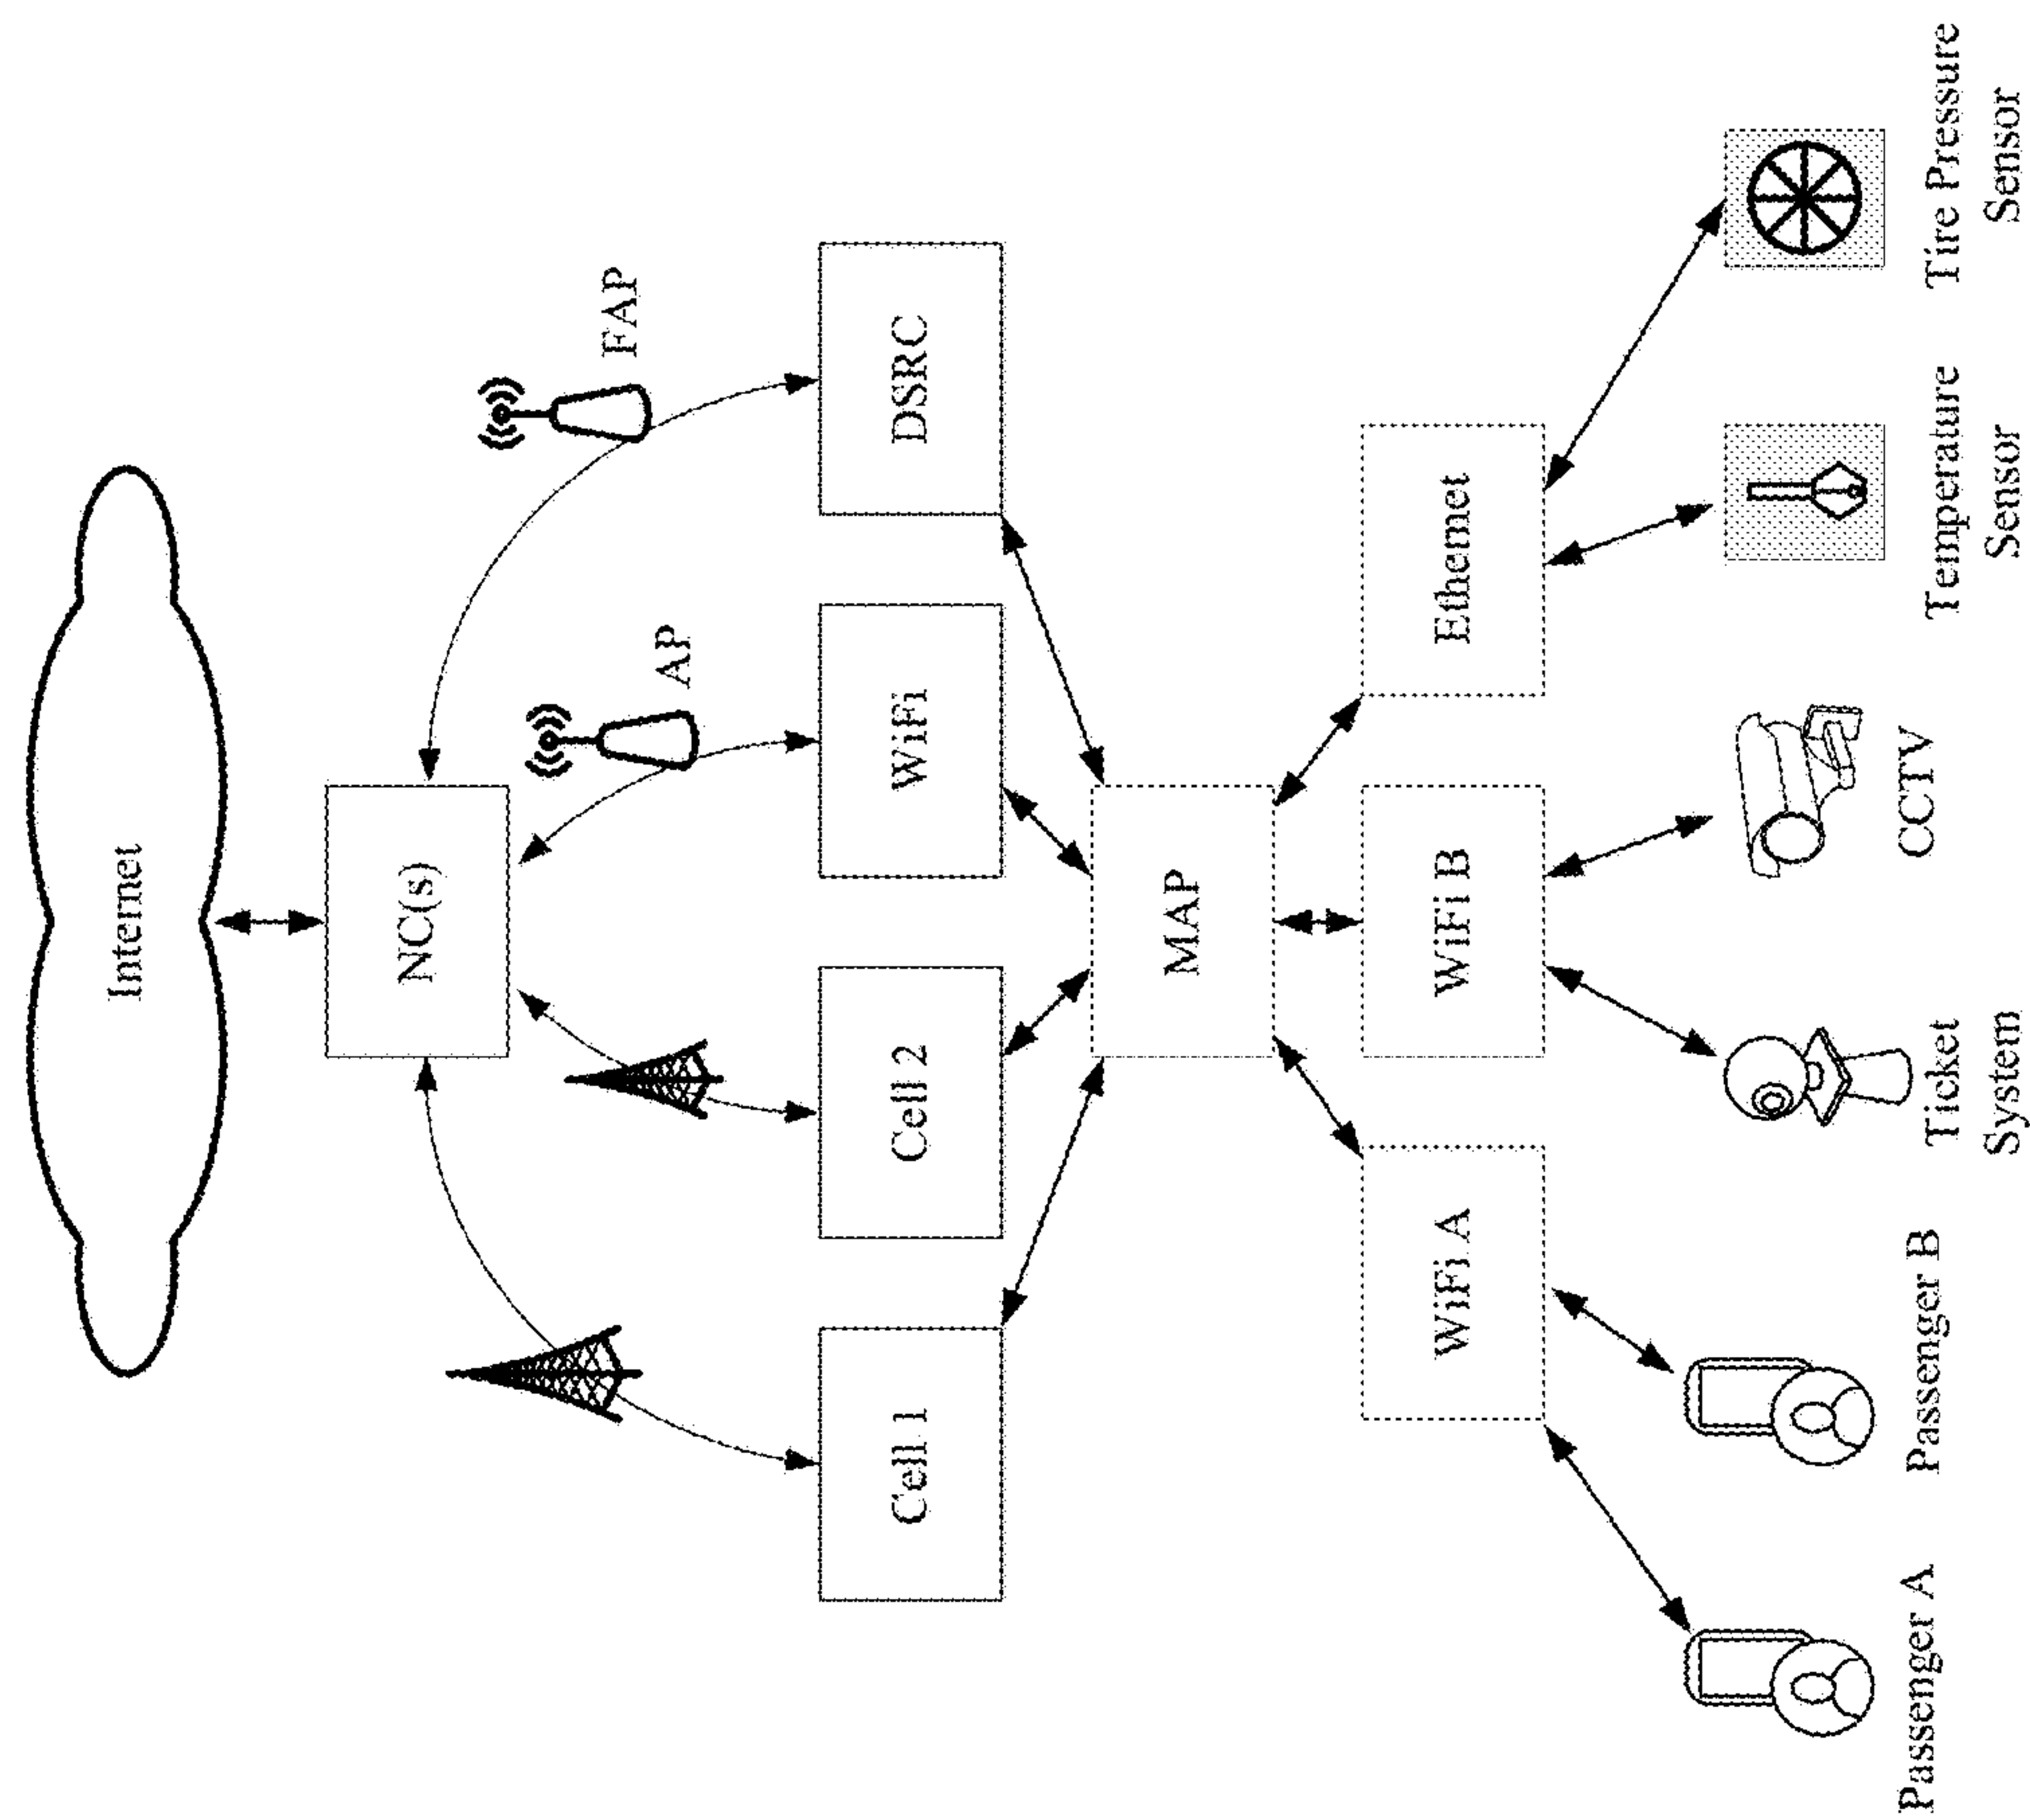 Internet
NC(s)
FAP
AP
Cell 1
Cell 2
WiFi
DSRC
MAP
WiFi A
WiFi B
Ethernet
Passenger A
Passenger B
Ticket
System
CCTV
Temperature
Sensor
Tire Pressure
Sensor